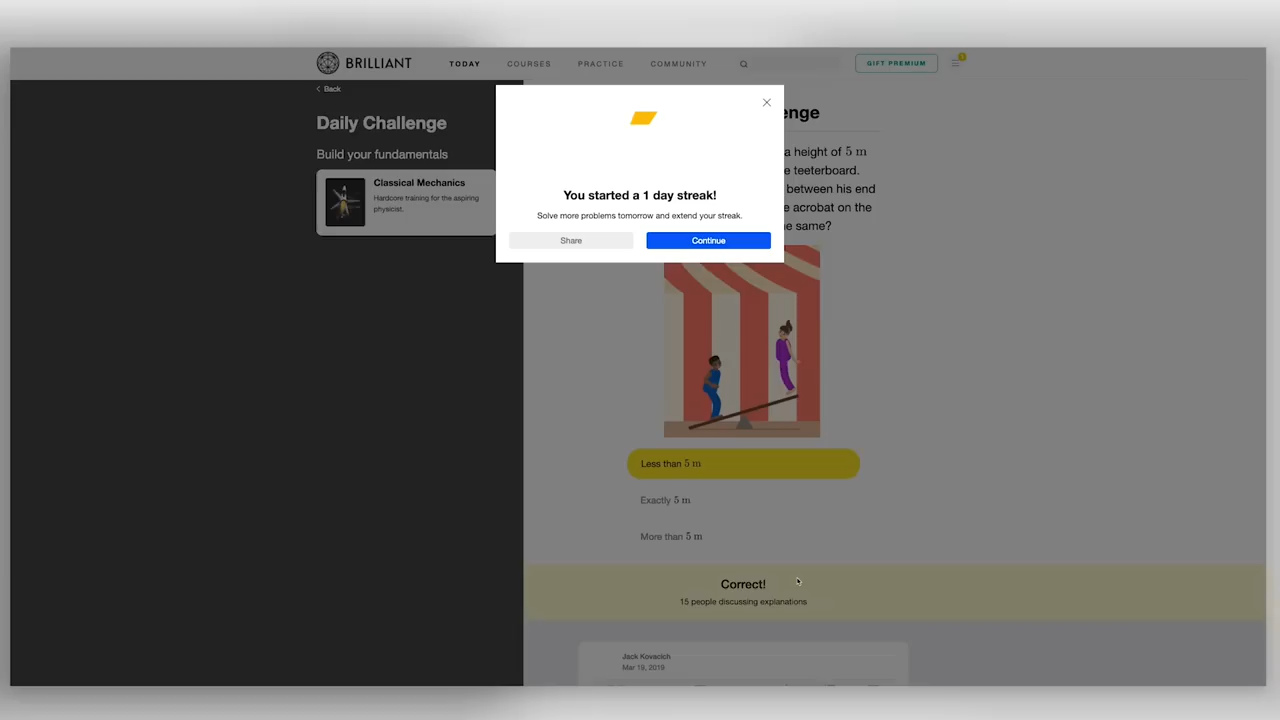 BRILLIANT
TODAY
COURSES
PRACTICE
COMMUNITY
GIFT PREMIUM
Back
Daily Challenge
Build your fundamentals
Classical Mechanics
Hardcore training for the aspiring
physicist.
You started a 1 day streak!
Solve more problems tomorrow and extend your streak.
Share
Continue
a height of 5 m
teeterboard.
between his end
acrobat on the
same?
Less than 5 m
Exactly 5 m
More than 5 m
Correct!
15 people discussing explanations
Jack Kovacich
Mar 19, 2019